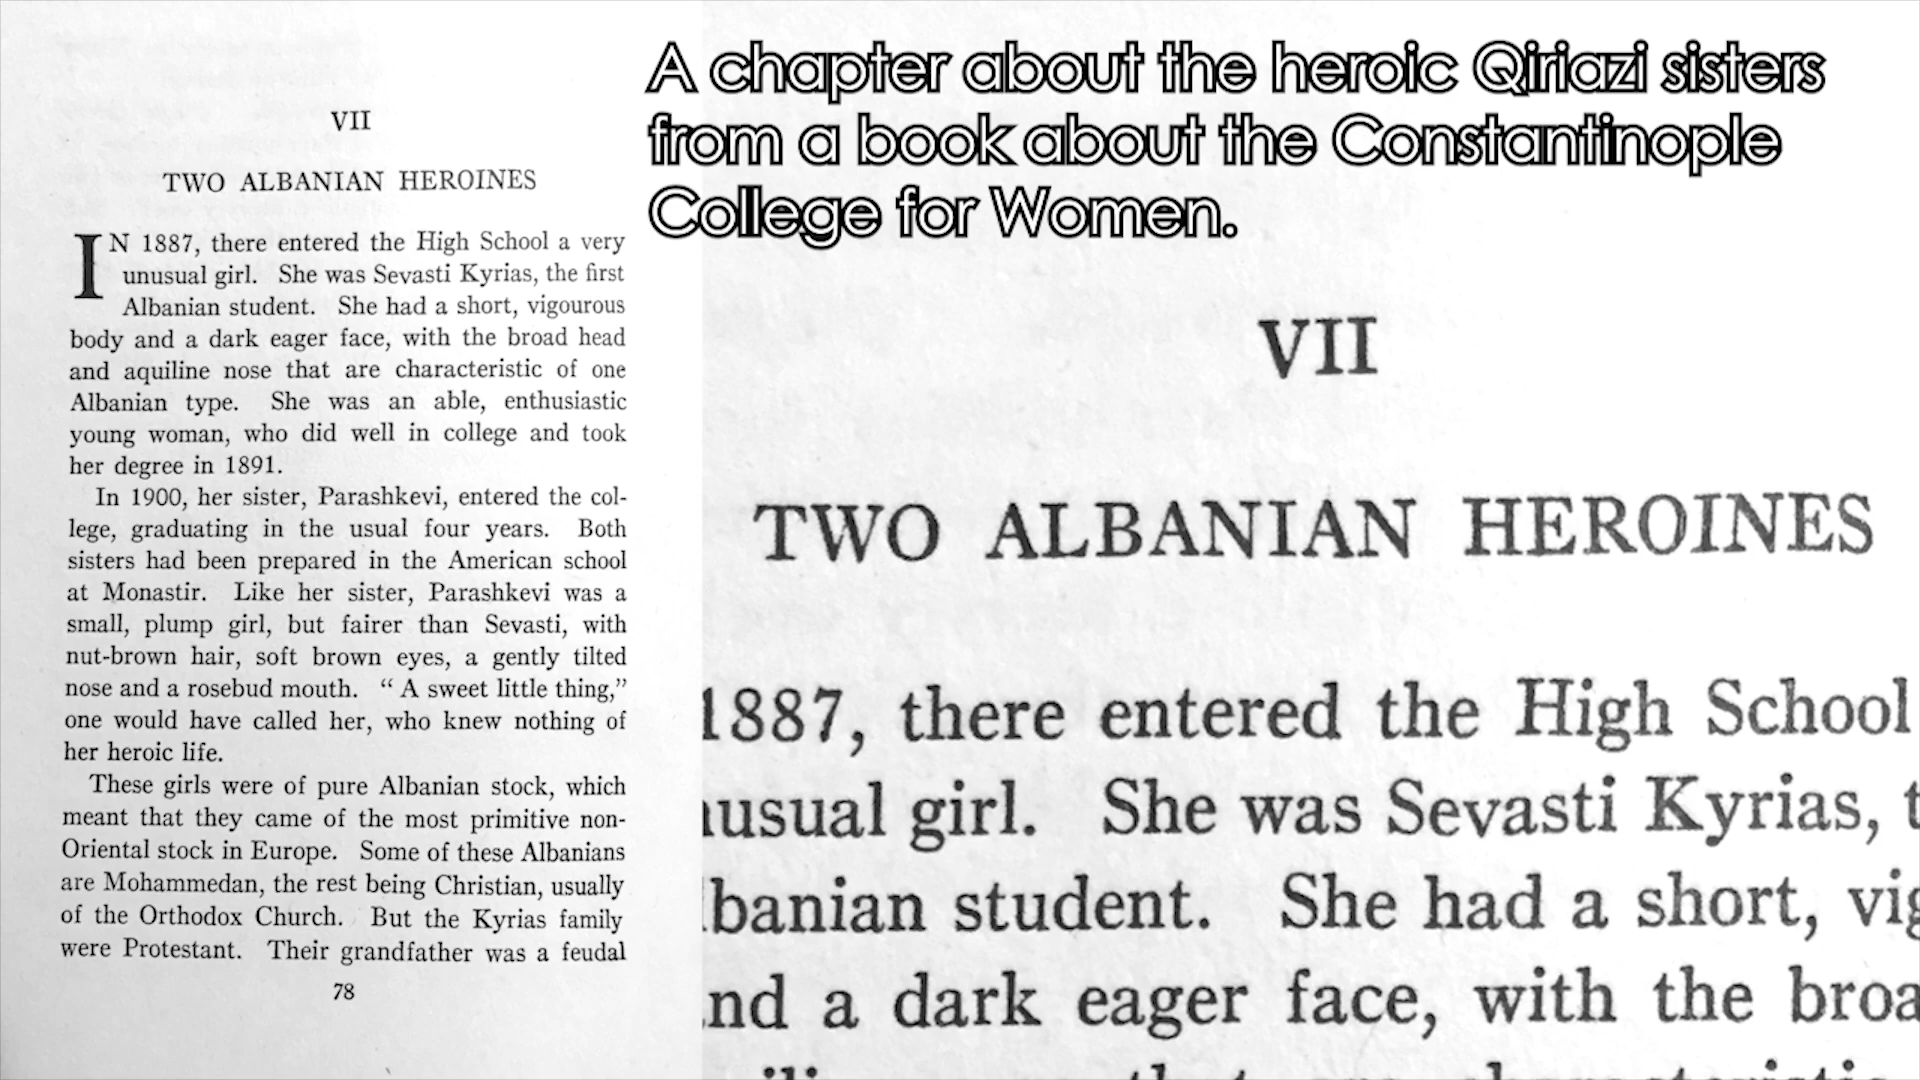 VII
TWO ALBANIAN HEROINES
IN 1887, there entered the High School a very
unusual girl. She was Sevasti Kyrias, the first
Albanian student. She had a short, vigourous
body and a dark eager face, with the broad head
and aquiline nose that are characteristic of one
Albanian type. She was an able, enthusiastic
young woman, who did well in college and took
her degree in 1891.
In 1900, her sister, Parashkevi, entered the col-
lege, graduating in the usual four years. Both
sisters had been prepared in the American school
at Monastir. Like her sister, Parashkevi was a
small, plump girl, but fairer than Sevasti, with
nut-brown hair, soft brown eyes, a gently tilted
nose and a rosebud mouth. “ A sweet little thing,”
one would have called her, who knew nothing of
her heroic life.
These girls were of pure Albanian stock, which
meant that they came of the most primitive non-
Oriental stock in Europe. Some of these Albanians
are Mohammedan, the rest being Christian, usually
of the Orthodox Church. But the Kyrias family
were Protestant. Their grandfather was a feudal
78
A chapter about the heroic Qiriazi sisters
from a book about the Constantinople
College for Women.
VII
TWO ALBANIAN HEROINES
1887, there entered the High School
usual girl. She was Sevasti Kyrias, t
banian student. She had a short, vig
nd a dark eager face, with the broa